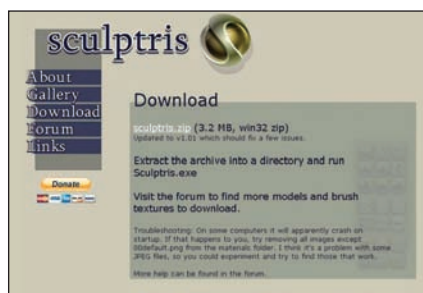 sculptris
About
Gallery
Download
Forum
Links
Donate
Download
sculptris.zip (3.2 MB, win32 zip)
Updated to v1.01 which should fix a few issues.
Extract the archive into a directory and run
Sculptris.exe
Visit the forum to find more models and brush
textures to download.
Troubleshooting: On some computers it will apparently crash on
startup. If that happens to you, try removing all images except
00default.png from the materials folder. I think it's a problem with some
JPEG files, so you could experiment and try to find those that work.
More help can be found in the forum.